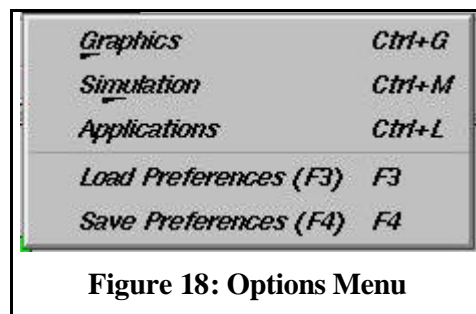 Graphics Ctrl+G
Simulation Ctrl+M
Applications Ctrl+L
Load Preferences (F3) F3
Save Preferences (F4) F4
Figure 18: Options Menu